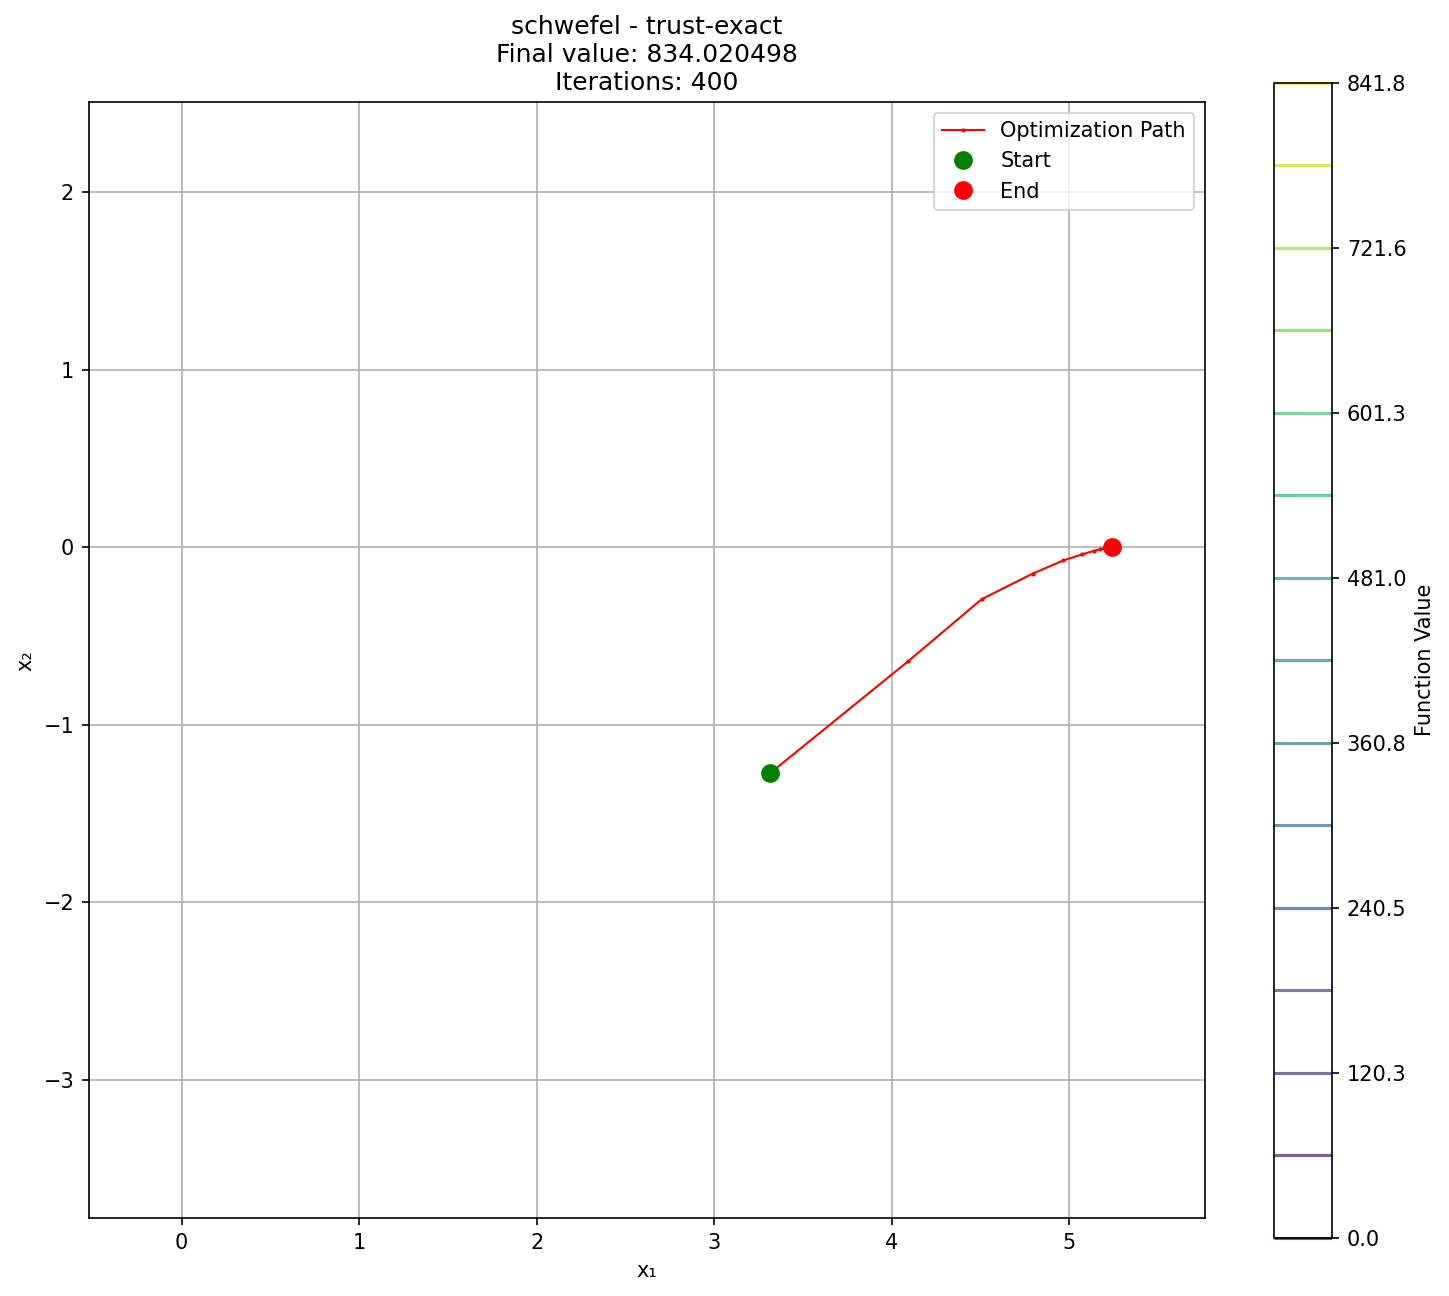 schwefel - trust-exact
Final value: 834.020498
Iterations: 400
Optimization Path
Start
End
2
1
0
−1
−2
−3
x₂
0
1
2
3
4
5
x₁
841.8
721.6
601.3
481.0
360.8
240.5
120.3
0.0
Function Value